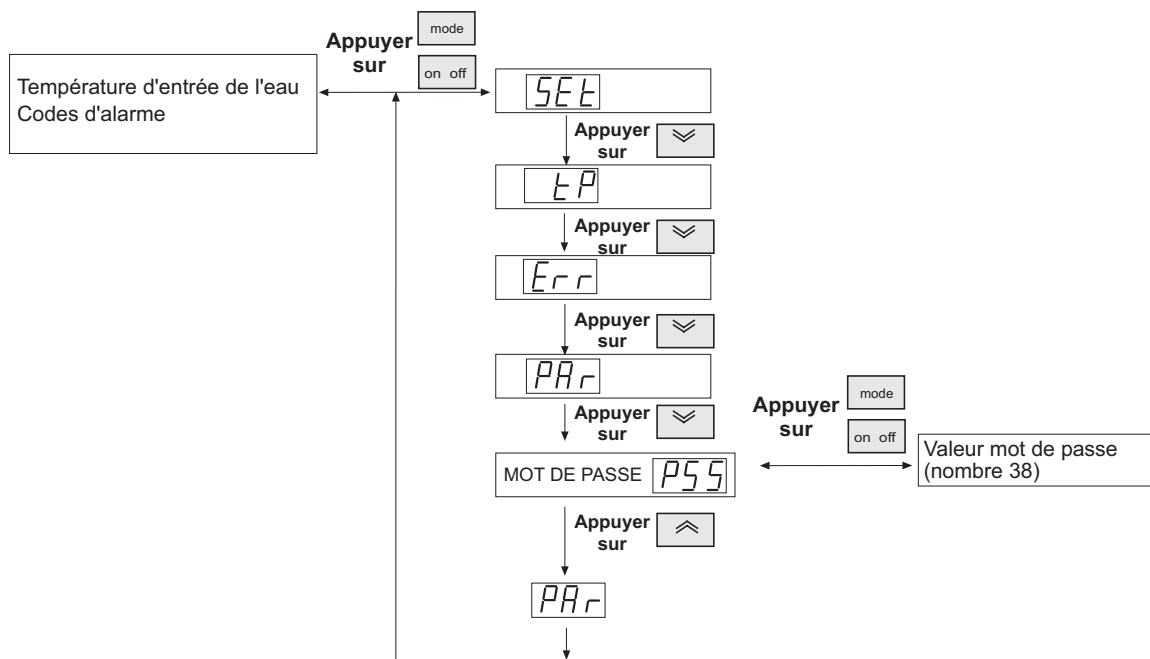 Appuyer
sur
mode
on off
Température d'entrée de l'eau
Codes d'alarme
SEt
Appuyer
sur
tP
Appuyer
sur
Err
Appuyer
sur
PAr
Appuyer
sur
Appuyer
sur
mode
on off
MOT DE PASSE PSS
Valeur mot de passe
(nombre 38)
Appuyer
sur
PAr